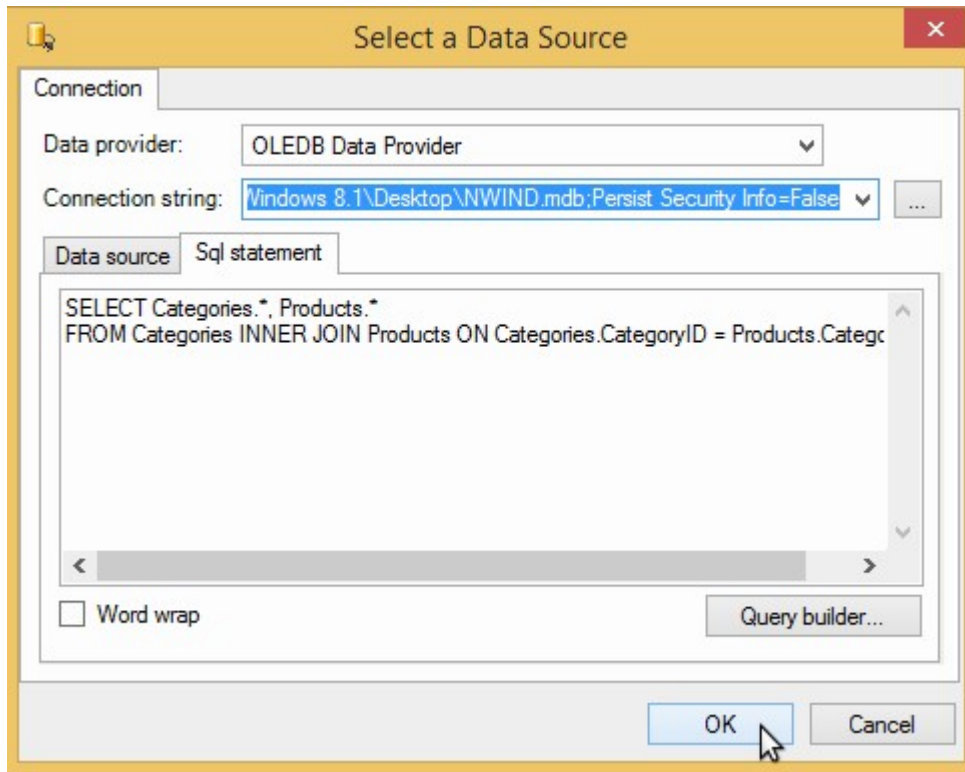 Select a Data Source
Connection
Data provider: OLEDB Data Provider
Connection string: Windows 8.1\Desktop\NWIND.mdb;Persist Security Info=False ...
Data source Sql statement
SELECT Categories.*, Products.*
FROM Categories INNER JOIN Products ON Categories.CategoryID = Products.Catego
Word wrap Query builder...
OK Cancel